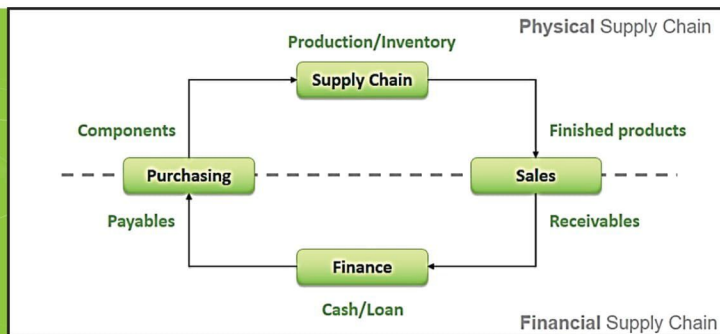 Physical Supply Chain
Production/Inventory
Supply Chain
Components
Finished products
Purchasing
Sales
Payables
Receivables
Finance
Cash/Loan
Financial Supply Chain